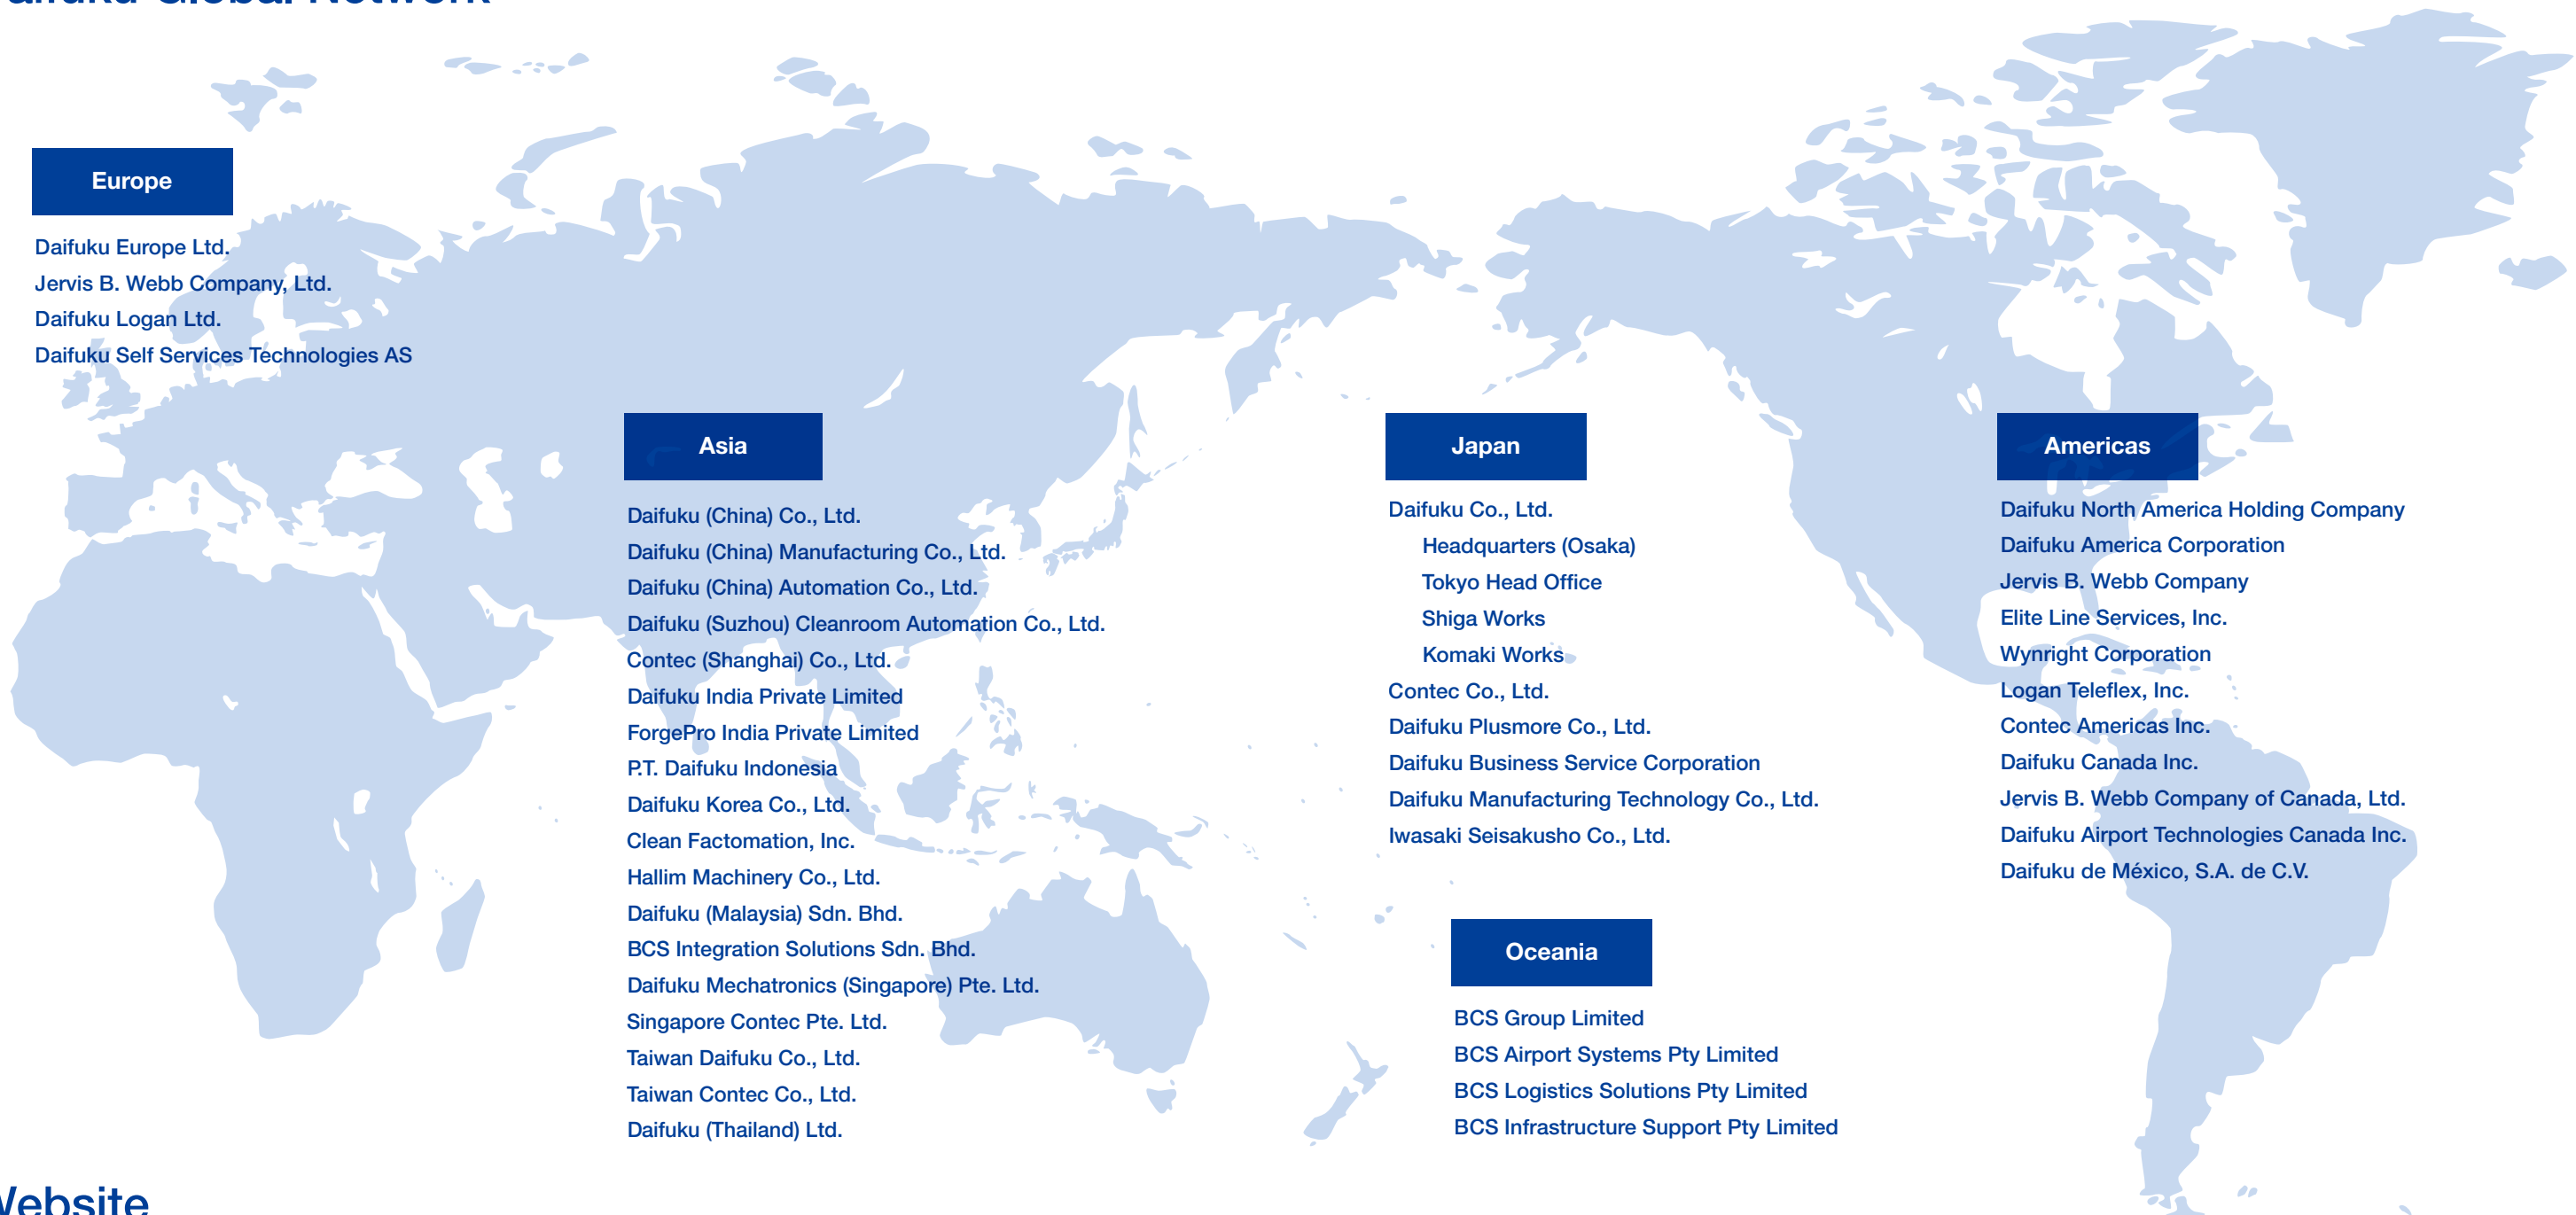 aifuku Global Network
Europe
Daifuku Europe Ltd.
Jervis B. Webb Company, Ltd.
Daifuku Logan Ltd.
Daifuku Self Services Technologies AS
Asia
Daifuku (China) Co., Ltd.
Daifuku (China) Manufacturing Co., Ltd.
Daifuku (China) Automation Co., Ltd.
Daifuku (Suzhou) Cleanroom Automation Co., Ltd.
Contec (Shanghai) Co., Ltd.
Daifuku India Private Limited
ForgePro India Private Limited
P.T. Daifuku Indonesia
Daifuku Korea Co., Ltd.
Clean Factomation, Inc.
Hallim Machinery Co., Ltd.
Daifuku (Malaysia) Sdn. Bhd.
BCS Integration Solutions Sdn. Bhd.
Daifuku Mechatronics (Singapore) Pte. Ltd.
Singapore Contec Pte. Ltd.
Taiwan Daifuku Co., Ltd.
Taiwan Contec Co., Ltd.
Daifuku (Thailand) Ltd.
Japan
Daifuku Co., Ltd.
Headquarters (Osaka)
Tokyo Head Office
Shiga Works
Komaki Works
Contec Co., Ltd.
Daifuku Plusmore Co., Ltd.
Daifuku Business Service Corporation
Daifuku Manufacturing Technology Co., Ltd.
Iwasaki Seisakusho Co., Ltd.
Oceania
BCS Group Limited
BCS Airport Systems Pty Limited
BCS Logistics Solutions Pty Limited
BCS Infrastructure Support Pty Limited
Americas
Daifuku North America Holding Company
Daifuku America Corporation
Jervis B. Webb Company
Elite Line Services, Inc.
Wynright Corporation
Logan Teleflex, Inc.
Contec Americas Inc.
Daifuku Canada Inc.
Jervis B. Webb Company of Canada, Ltd.
Daifuku Airport Technologies Canada Inc.
Daifuku de México, S.A. de C.V.
Website